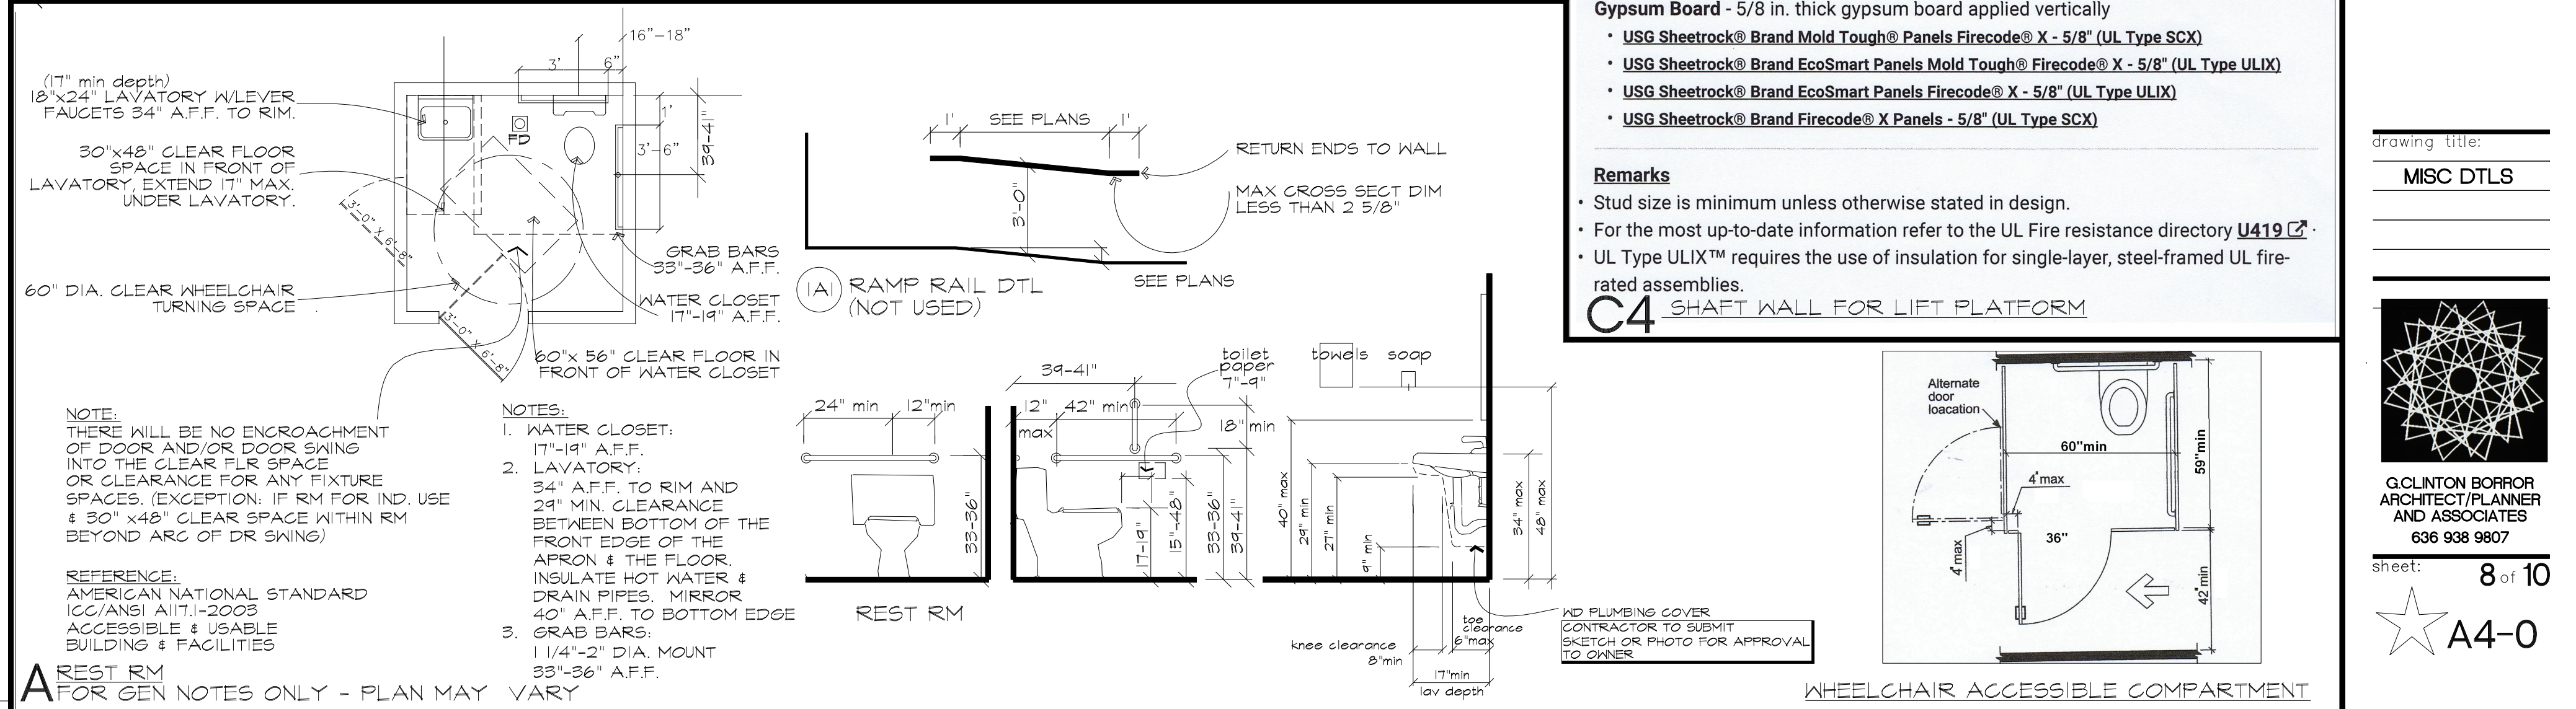 16"-18"
3'
6"
(17" min depth)
18"x24" LAVATORY W/LEVER
FAUCETS 34" A.F.F. TO RIM.
30"x48" CLEAR FLOOR
SPACE IN FRONT OF
LAVATORY, EXTEND 17" MAX.
UNDER LAVATORY.
FD
1'
3'-6"
39-41"
3'-0" X 6'-8"
60" DIA. CLEAR WHEELCHAIR
TURNING SPACE
3'-0" X 6'-8"
GRAB BARS
33"-36" A.F.F.
WATER CLOSET
17"-19" A.F.F.
60"x 56" CLEAR FLOOR IN
FRONT OF WATER CLOSET
NOTE:
THERE WILL BE NO ENCROACHMENT
OF DOOR AND/OR DOOR SWING
INTO THE CLEAR FLR SPACE
OR CLEARANCE FOR ANY FIXTURE
SPACES. (EXCEPTION: IF RM FOR IND. USE
& 30" x48" CLEAR SPACE WITHIN RM
BEYOND ARC OF DR SWING)
REFERENCE:
AMERICAN NATIONAL STANDARD
ICC/ANSI A117.1-2003
ACCESSIBLE & USABLE
BUILDING & FACILITIES
A REST RM
FOR GEN NOTES ONLY - PLAN MAY VARY
NOTES:
1. WATER CLOSET:
17"-19" A.F.F.
2. LAVATORY:
34" A.F.F. TO RIM AND
29" MIN. CLEARANCE
BETWEEN BOTTOM OF THE
FRONT EDGE OF THE
APRON & THE FLOOR.
INSULATE HOT WATER &
DRAIN PIPES. MIRROR
40" A.F.F. TO BOTTOM EDGE
3. GRAB BARS:
1 1/4"-2" DIA. MOUNT
33"-36" A.F.F.
1'
SEE PLANS
1'
RETURN ENDS TO WALL
MAX CROSS SECT DIM
LESS THAN 2 5/8"
3'-0"
SEE PLANS
1A1 RAMP RAIL DTL
(NOT USED)
24" min
12"min
33-36"
REST RM
39-41"
12"
max
42" min
toilet
paper
7"-9"
18" min
17-19"
15"-48"
33-36"
39-41"
towels
soap
40" max
29" min
27" min
9" min
34" max
48" max
toe
clearance
6"max
knee clearance
8"min
17"min
lav depth
WD PLUMBING COVER
CONTRACTOR TO SUBMIT
SKETCH OR PHOTO FOR APPROVAL
TO OWNER
Gypsum Board - 5/8 in. thick gypsum board applied vertically
• USG Sheetrock® Brand Mold Tough® Panels Firecode® X - 5/8" (UL Type SCX)
• USG Sheetrock® Brand EcoSmart Panels Mold Tough® Firecode® X - 5/8" (UL Type ULIX)
• USG Sheetrock® Brand EcoSmart Panels Firecode® X - 5/8" (UL Type ULIX)
• USG Sheetrock® Brand Firecode® X Panels - 5/8" (UL Type SCX)
Remarks
• Stud size is minimum unless otherwise stated in design.
• For the most up-to-date information refer to the UL Fire resistance directory U419
• UL Type ULIX™ requires the use of insulation for single-layer, steel-framed UL fire-
rated assemblies.
C4 SHAFT WALL FOR LIFT PLATFORM
Alternate
door
loacation
60"min
59"min
4"max
4"max
36"
42" min
WHEELCHAIR ACCESSIBLE COMPARTMENT
drawing title:
MISC DTLS
G.CLINTON BORROR
ARCHITECT/PLANNER
AND ASSOCIATES
636 938 9807
sheet:
8 of 10
A4-0